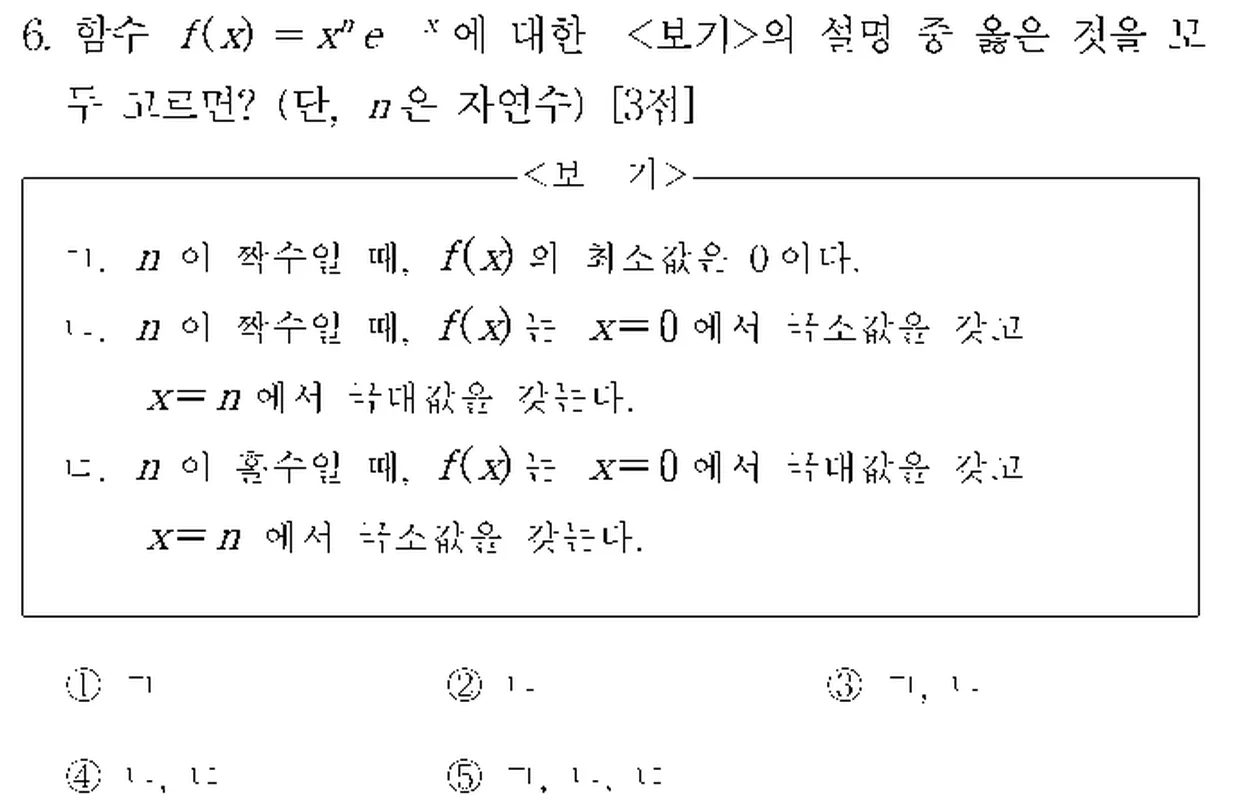 6. 함수 f(x) = xⁿe ˣ에 대한 <보기>의 설명 중 옳은 것을 모
두 고르면? (단, n은 자연수) [3점]
<보 기>
ㄱ. n 이 짝수일 때, f(x) 의 최소값은 0 이다.
ㄴ. n 이 짝수일 때, f(x) 는 x=0 에서 극소값을 갖고
x=n 에서 극대값을 갖는다.
ㄷ. n 이 홀수일 때, f(x) 는 x=0 에서 극대값을 갖고
x=n 에서 극소값을 갖는다.
① ㄱ ② ㄴ ③ ㄱ, ㄴ
④ ㄴ, ㄷ ⑤ ㄱ, ㄴ, ㄷ